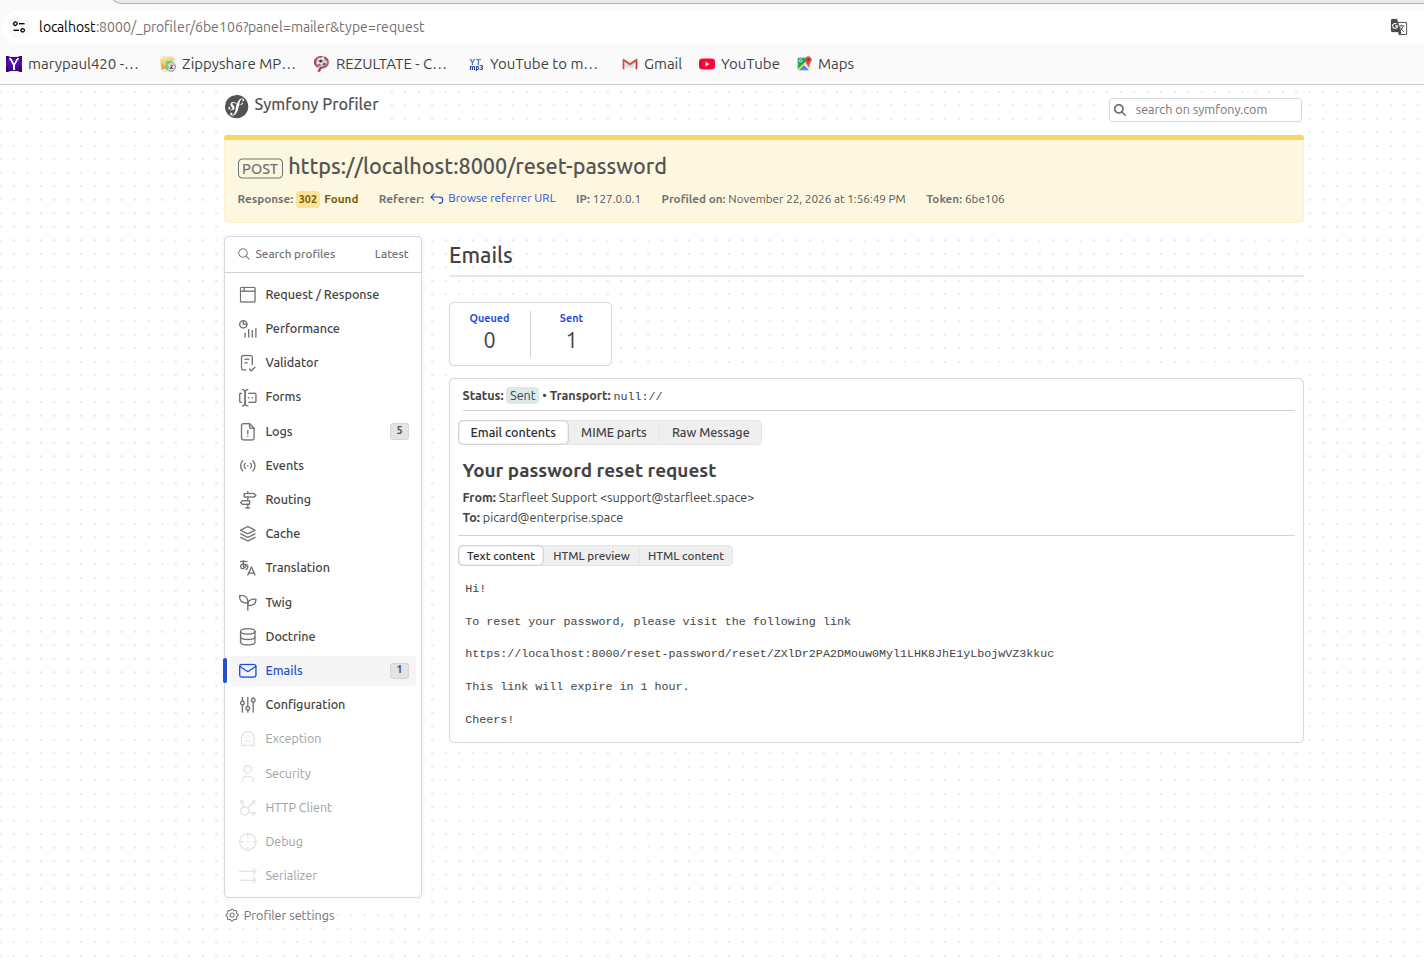 localhost:8000/_profiler/6be106?panel=mailer&type=request
marypaul420 -... Zippyshare MP... REZULTATE - C... YT mp3 YouTube to m... Gmail YouTube Maps
sf Symfony Profiler search on symfony.com
POST https://localhost:8000/reset-password
Response: 302 Found Referer: Browse referrer URL IP: 127.0.0.1 Profiled on: November 22, 2026 at 1:56:49 PM Token: 6be106
Search profiles Latest
Request / Response
Performance
Validator
Forms
Logs 5
Events
Routing
Cache
Translation
Twig
Doctrine
Emails 1
Configuration
Exception
Security
HTTP Client
Debug
Serializer
Profiler settings
Emails
Queued Sent
0 1
Status: Sent • Transport: null://
Email contents MIME parts Raw Message
Your password reset request
From: Starfleet Support <support@starfleet.space>
To: picard@enterprise.space
Text content HTML preview HTML content
Hi!
To reset your password, please visit the following link
https://localhost:8000/reset-password/reset/ZXlDr2PA2DMouw0Myl1LHK8JhE1yLbojwVZ3kkuc
This link will expire in 1 hour.
Cheers!